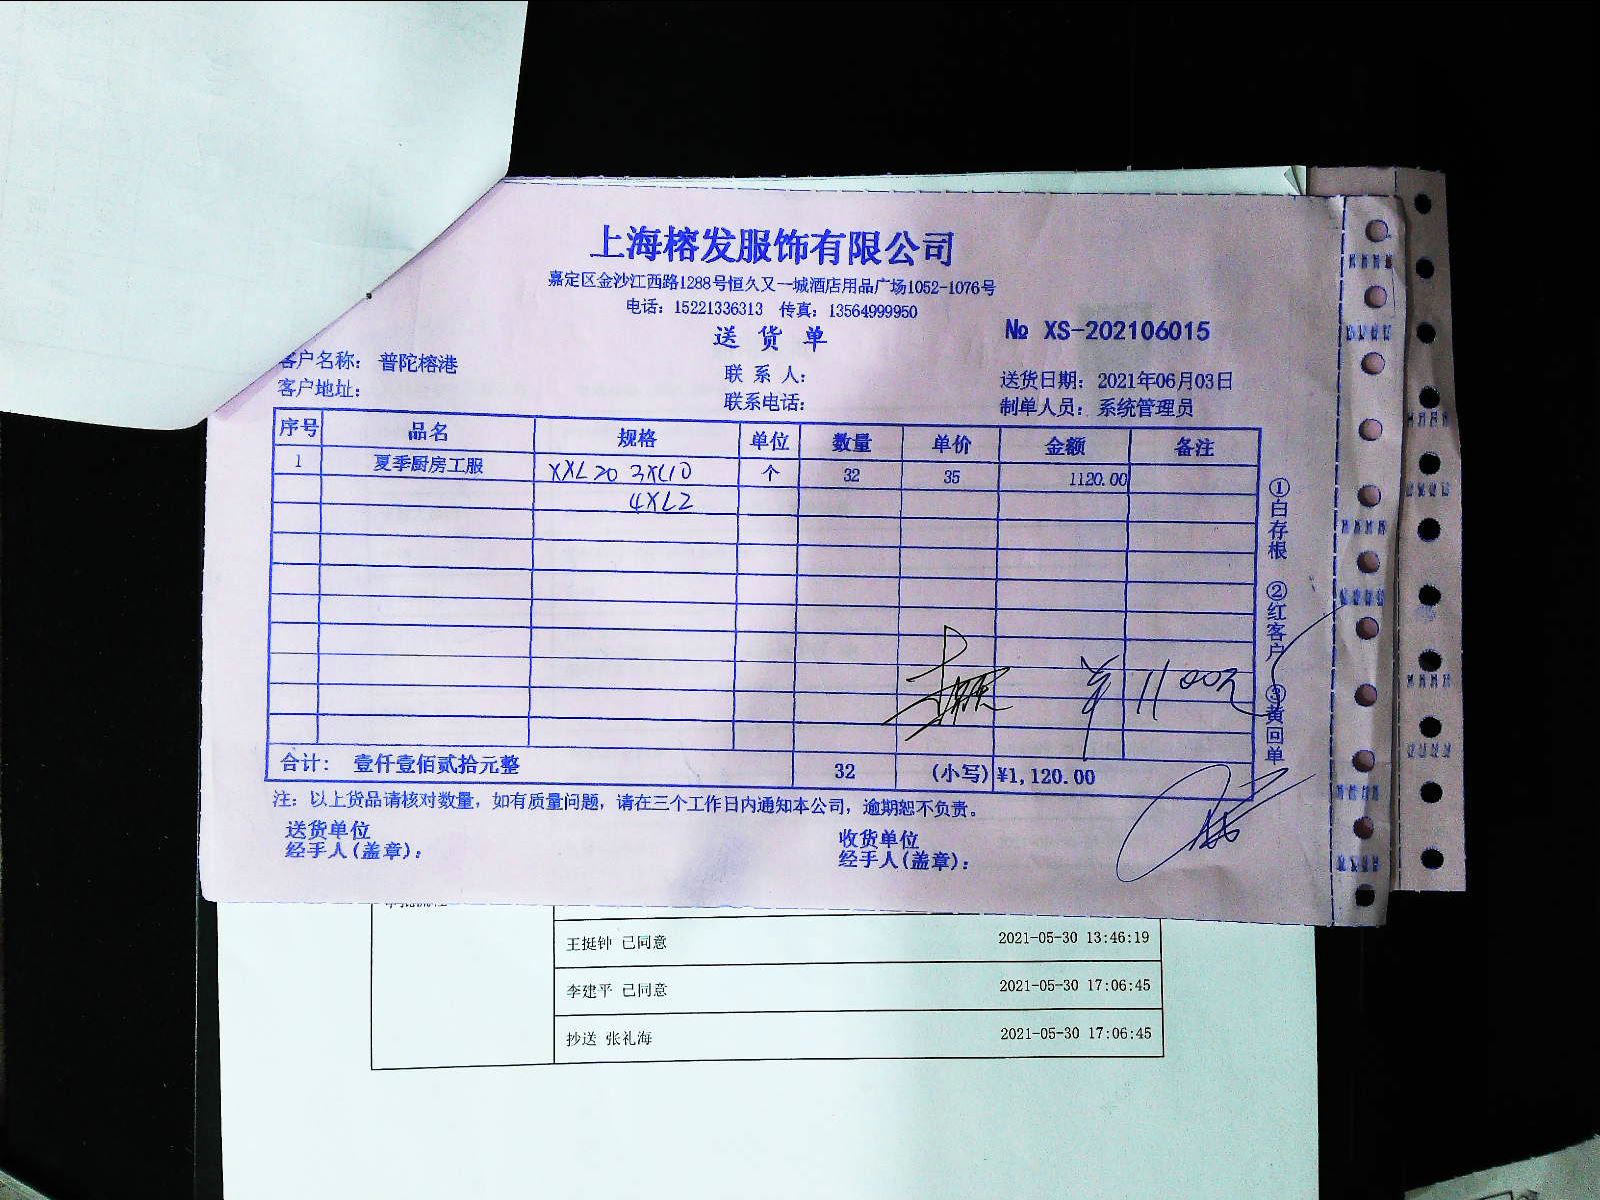 上海榕发服饰有限公司
嘉定区金沙江西路1288号恒久又一城酒店用品广场1052-1076号
电话：15221336313 传真：13564999950
送货单
№ XS-202106015
客户名称：普陀榕港
联系人：
送货日期：2021年06月03日
客户地址：
联系电话：
制单人员：系统管理员
序号 品名 规格 单位 数量 单价 金额 备注
1 夏季厨房工服 XXL20 3XL10 个 32 35 1120.00
4XL2
①白存根 ②红客户 ③黄回单
¥1100元
合计：壹仟壹佰贰拾元整 32 (小写) ¥1,120.00
注：以上货品请核对数量，如有质量问题，请在三个工作日内通知本公司，逾期恕不负责。
送货单位
经手人(盖章)：
收货单位
经手人(盖章)：
王挺钟 已同意 2021-05-30 13:46:19
李建平 已同意 2021-05-30 17:06:45
抄送 张礼海 2021-05-30 17:06:45